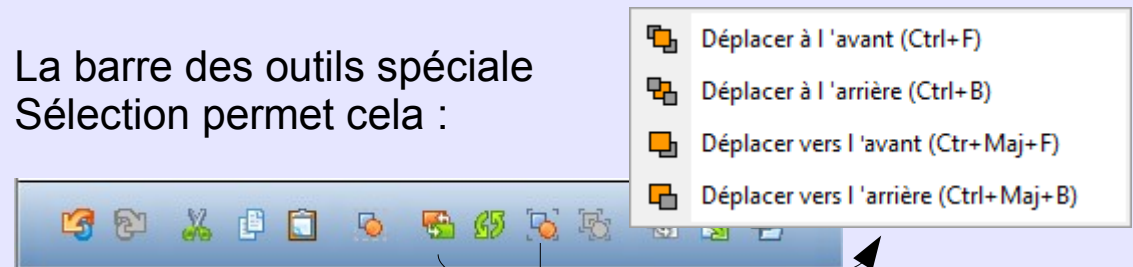 La barre des outils spéciale
Sélection permet cela :
Déplacer à l 'avant (Ctrl+F)
Déplacer à l 'arrière (Ctrl+B)
Déplacer vers l 'avant (Ctr+Maj+F)
Déplacer vers l 'arrière (Ctrl+Maj+B)